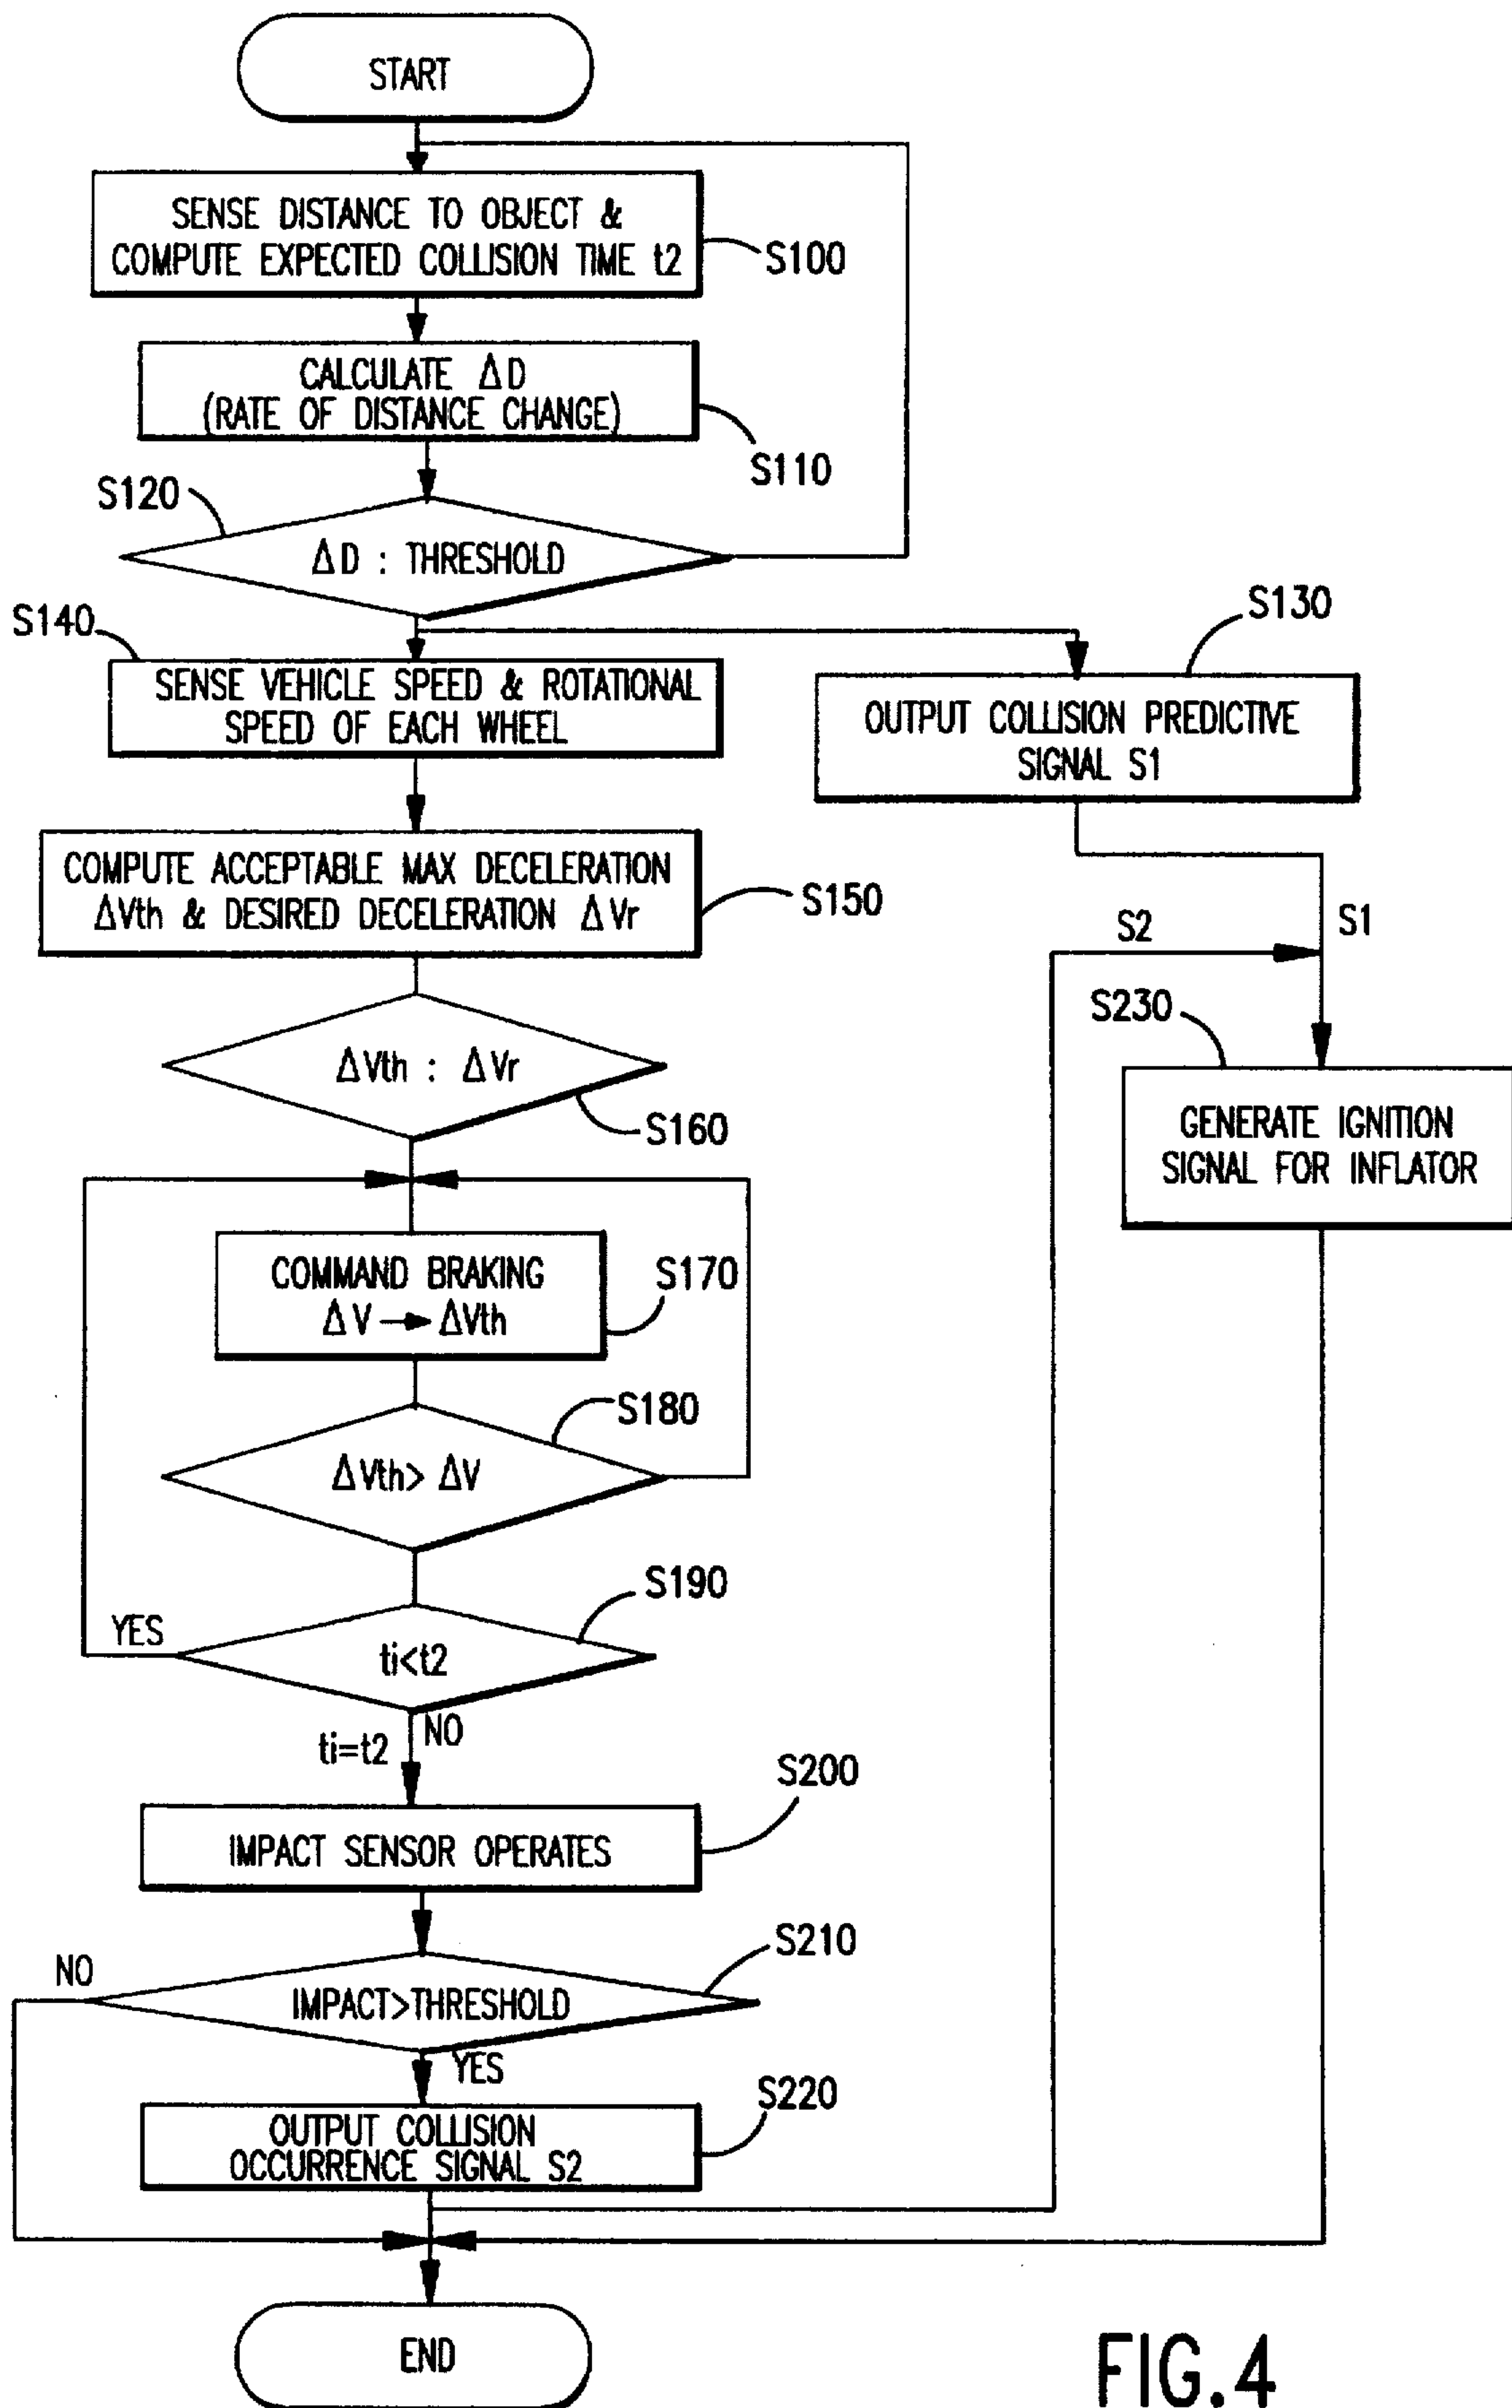 START
SENSE DISTANCE TO OBJECT &
COMPUTE EXPECTED COLLISION TIME t2
S100
CALCULATE ΔD
(RATE OF DISTANCE CHANGE)
S110
S120
ΔD : THRESHOLD
S140
SENSE VEHICLE SPEED & ROTATIONAL
SPEED OF EACH WHEEL
S130
OUTPUT COLLISION PREDICTIVE
SIGNAL S1
COMPUTE ACCEPTABLE MAX DECELERATION
ΔVth & DESIRED DECELERATION ΔVr
S150
S2
S1
S230
GENERATE IGNITION
SIGNAL FOR INFLATOR
ΔVth : ΔVr
S160
COMMAND BRAKING
ΔV → ΔVth
S170
S180
ΔVth> ΔV
S190
YES
ti<t2
NO
ti=t2
S200
IMPACT SENSOR OPERATES
S210
NO
IMPACT>THRESHOLD
YES
S220
OUTPUT COLLISION
OCCURRENCE SIGNAL S2
END
FIG.4